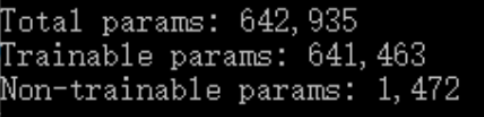 Total params: 642,935
Trainable params: 641,463
Non-trainable params: 1,472